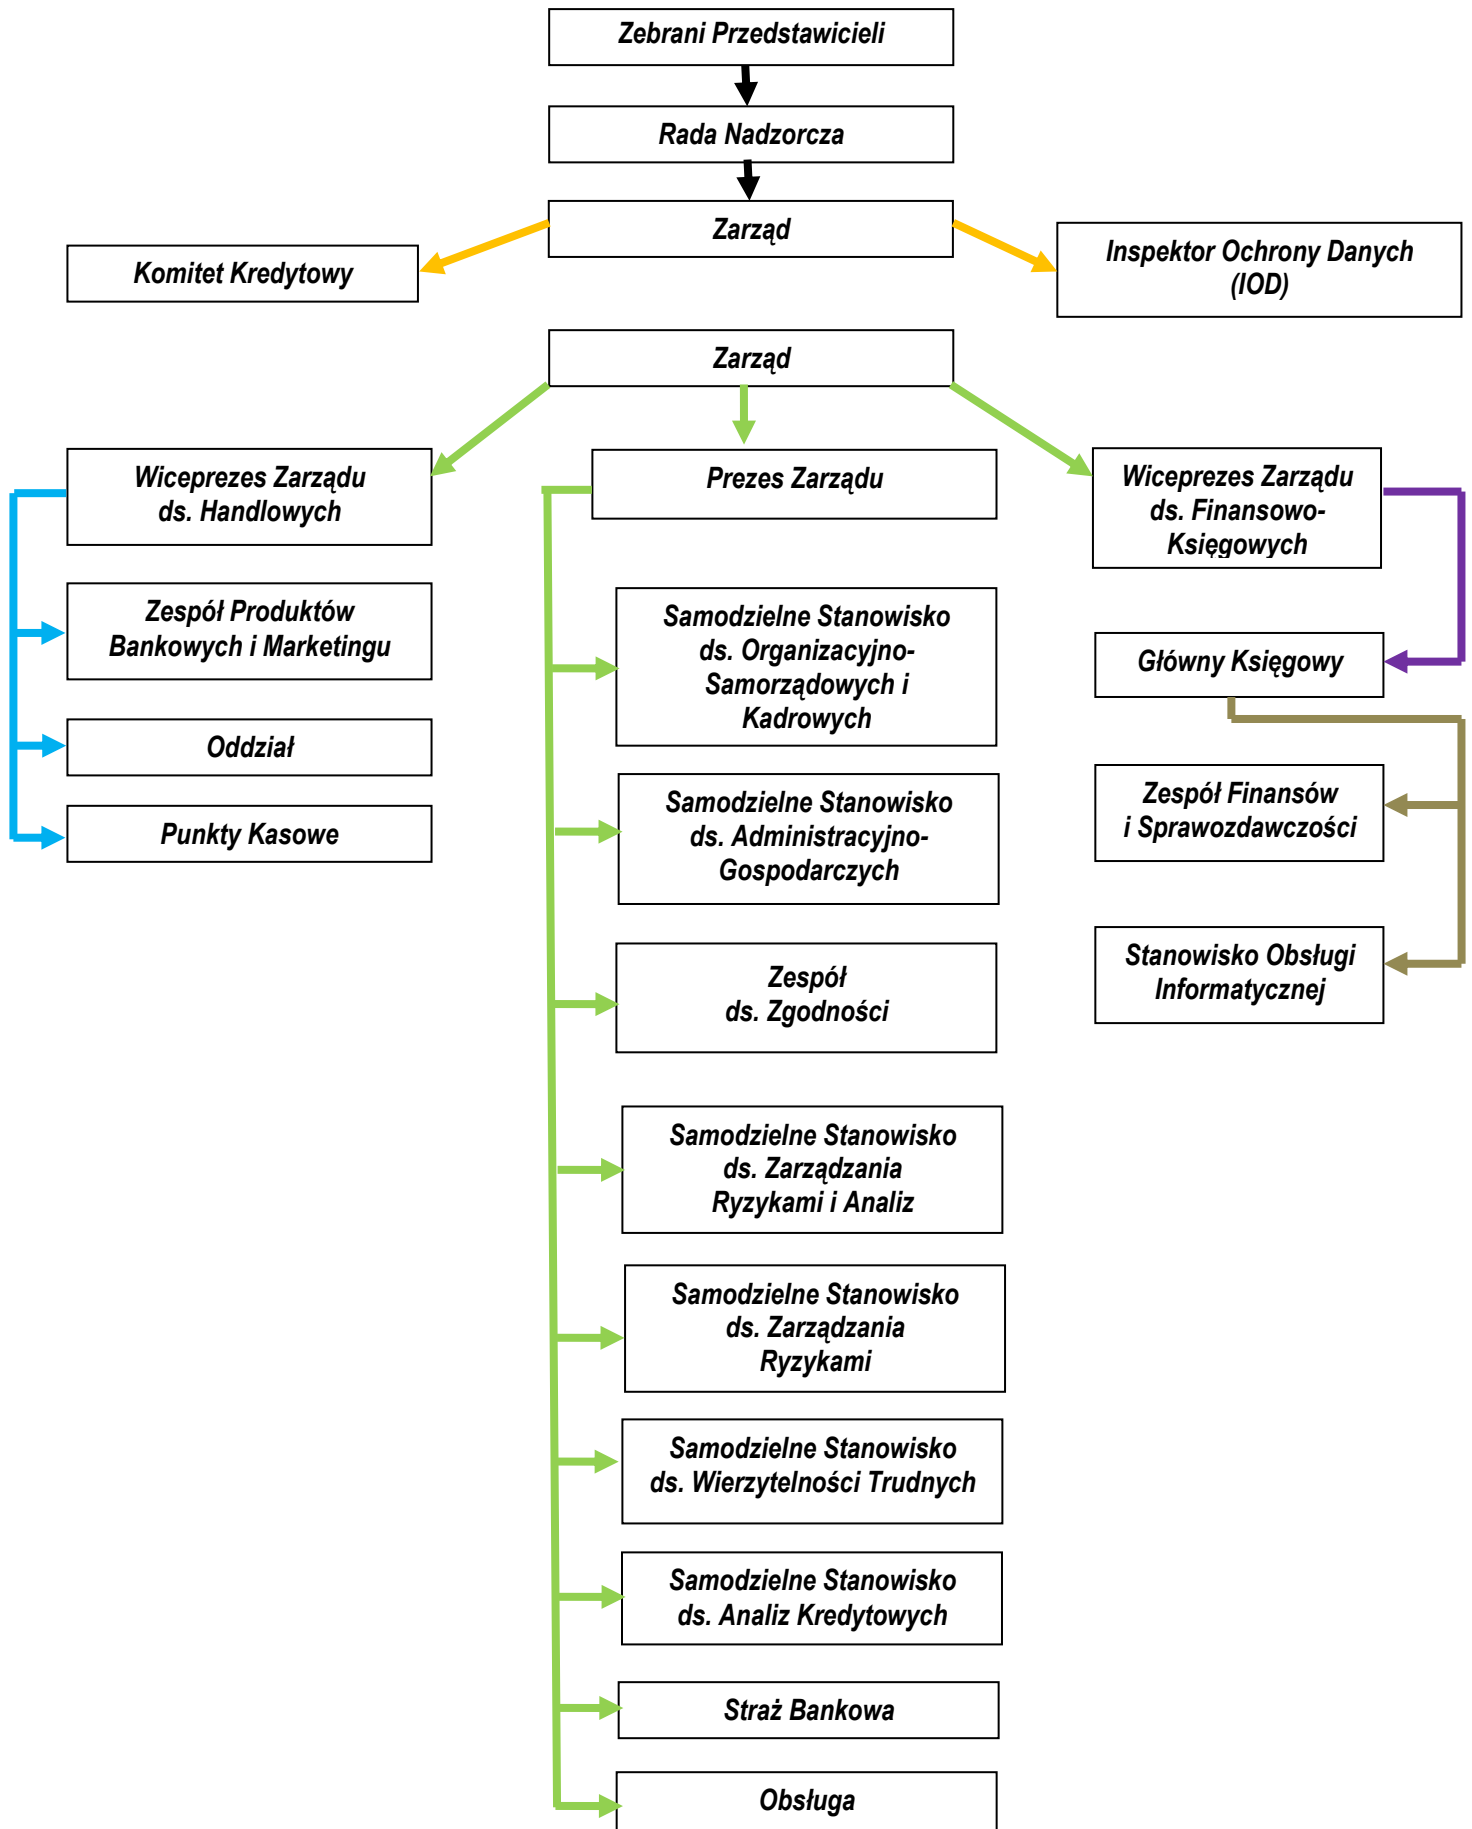 Zebrani Przedstawicieli
Rada Nadzorcza
Zarząd
Komitet Kredytowy
Inspektor Ochrony Danych
(IOD)
Zarząd
Wiceprezes Zarządu
ds. Handlowych
Zespół Produktów
Bankowych i Marketingu
Oddział
Punkty Kasowe
Prezes Zarządu
Samodzielne Stanowisko
ds. Organizacyjno-
Samorządowych i
Kadrowych
Samodzielne Stanowisko
ds. Administracyjno-
Gospodarczych
Zespół
ds. Zgodności
Samodzielne Stanowisko
ds. Zarządzania
Ryzykami i Analiz
Samodzielne Stanowisko
ds. Zarządzania
Ryzykami
Samodzielne Stanowisko
ds. Wierzytelności Trudnych
Samodzielne Stanowisko
ds. Analiz Kredytowych
Straż Bankowa
Obsługa
Wiceprezes Zarządu
ds. Finansowo-
Księgowych
Główny Księgowy
Zespół Finansów
i Sprawozdawczości
Stanowisko Obsługi
Informatycznej